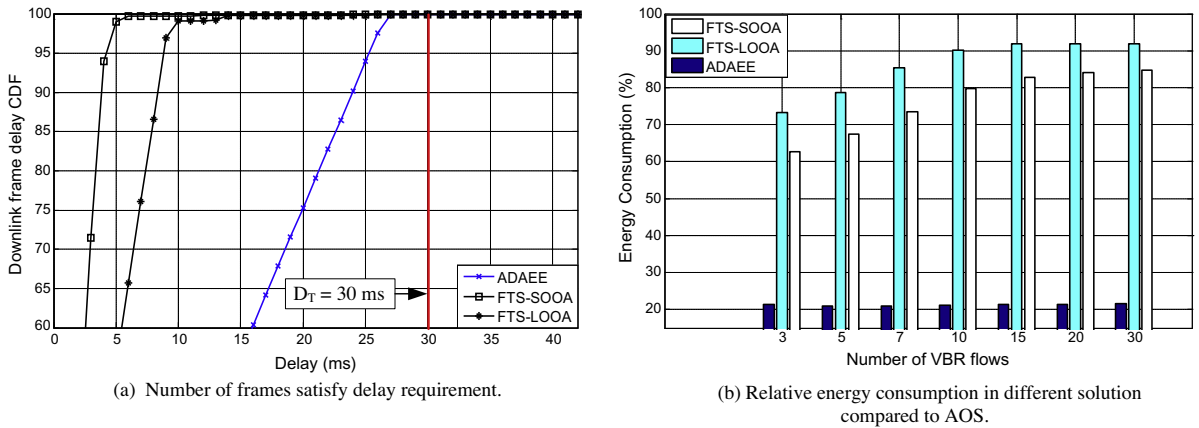 Downlink frame delay CDF
100
95
90
85
80
75
70
65
60
0
5
10
15
20
25
30
35
40
Delay (ms)
D_T = 30 ms
ADAEE
FTS-SOOA
FTS-LOOA
(a) Number of frames satisfy delay requirement.
Energy Consumption (%)
100
90
80
70
60
50
40
30
20
FTS-SOOA
FTS-LOOA
ADAEE
3
5
7
10
15
20
30
Number of VBR flows
(b) Relative energy consumption in different solution
compared to AOS.